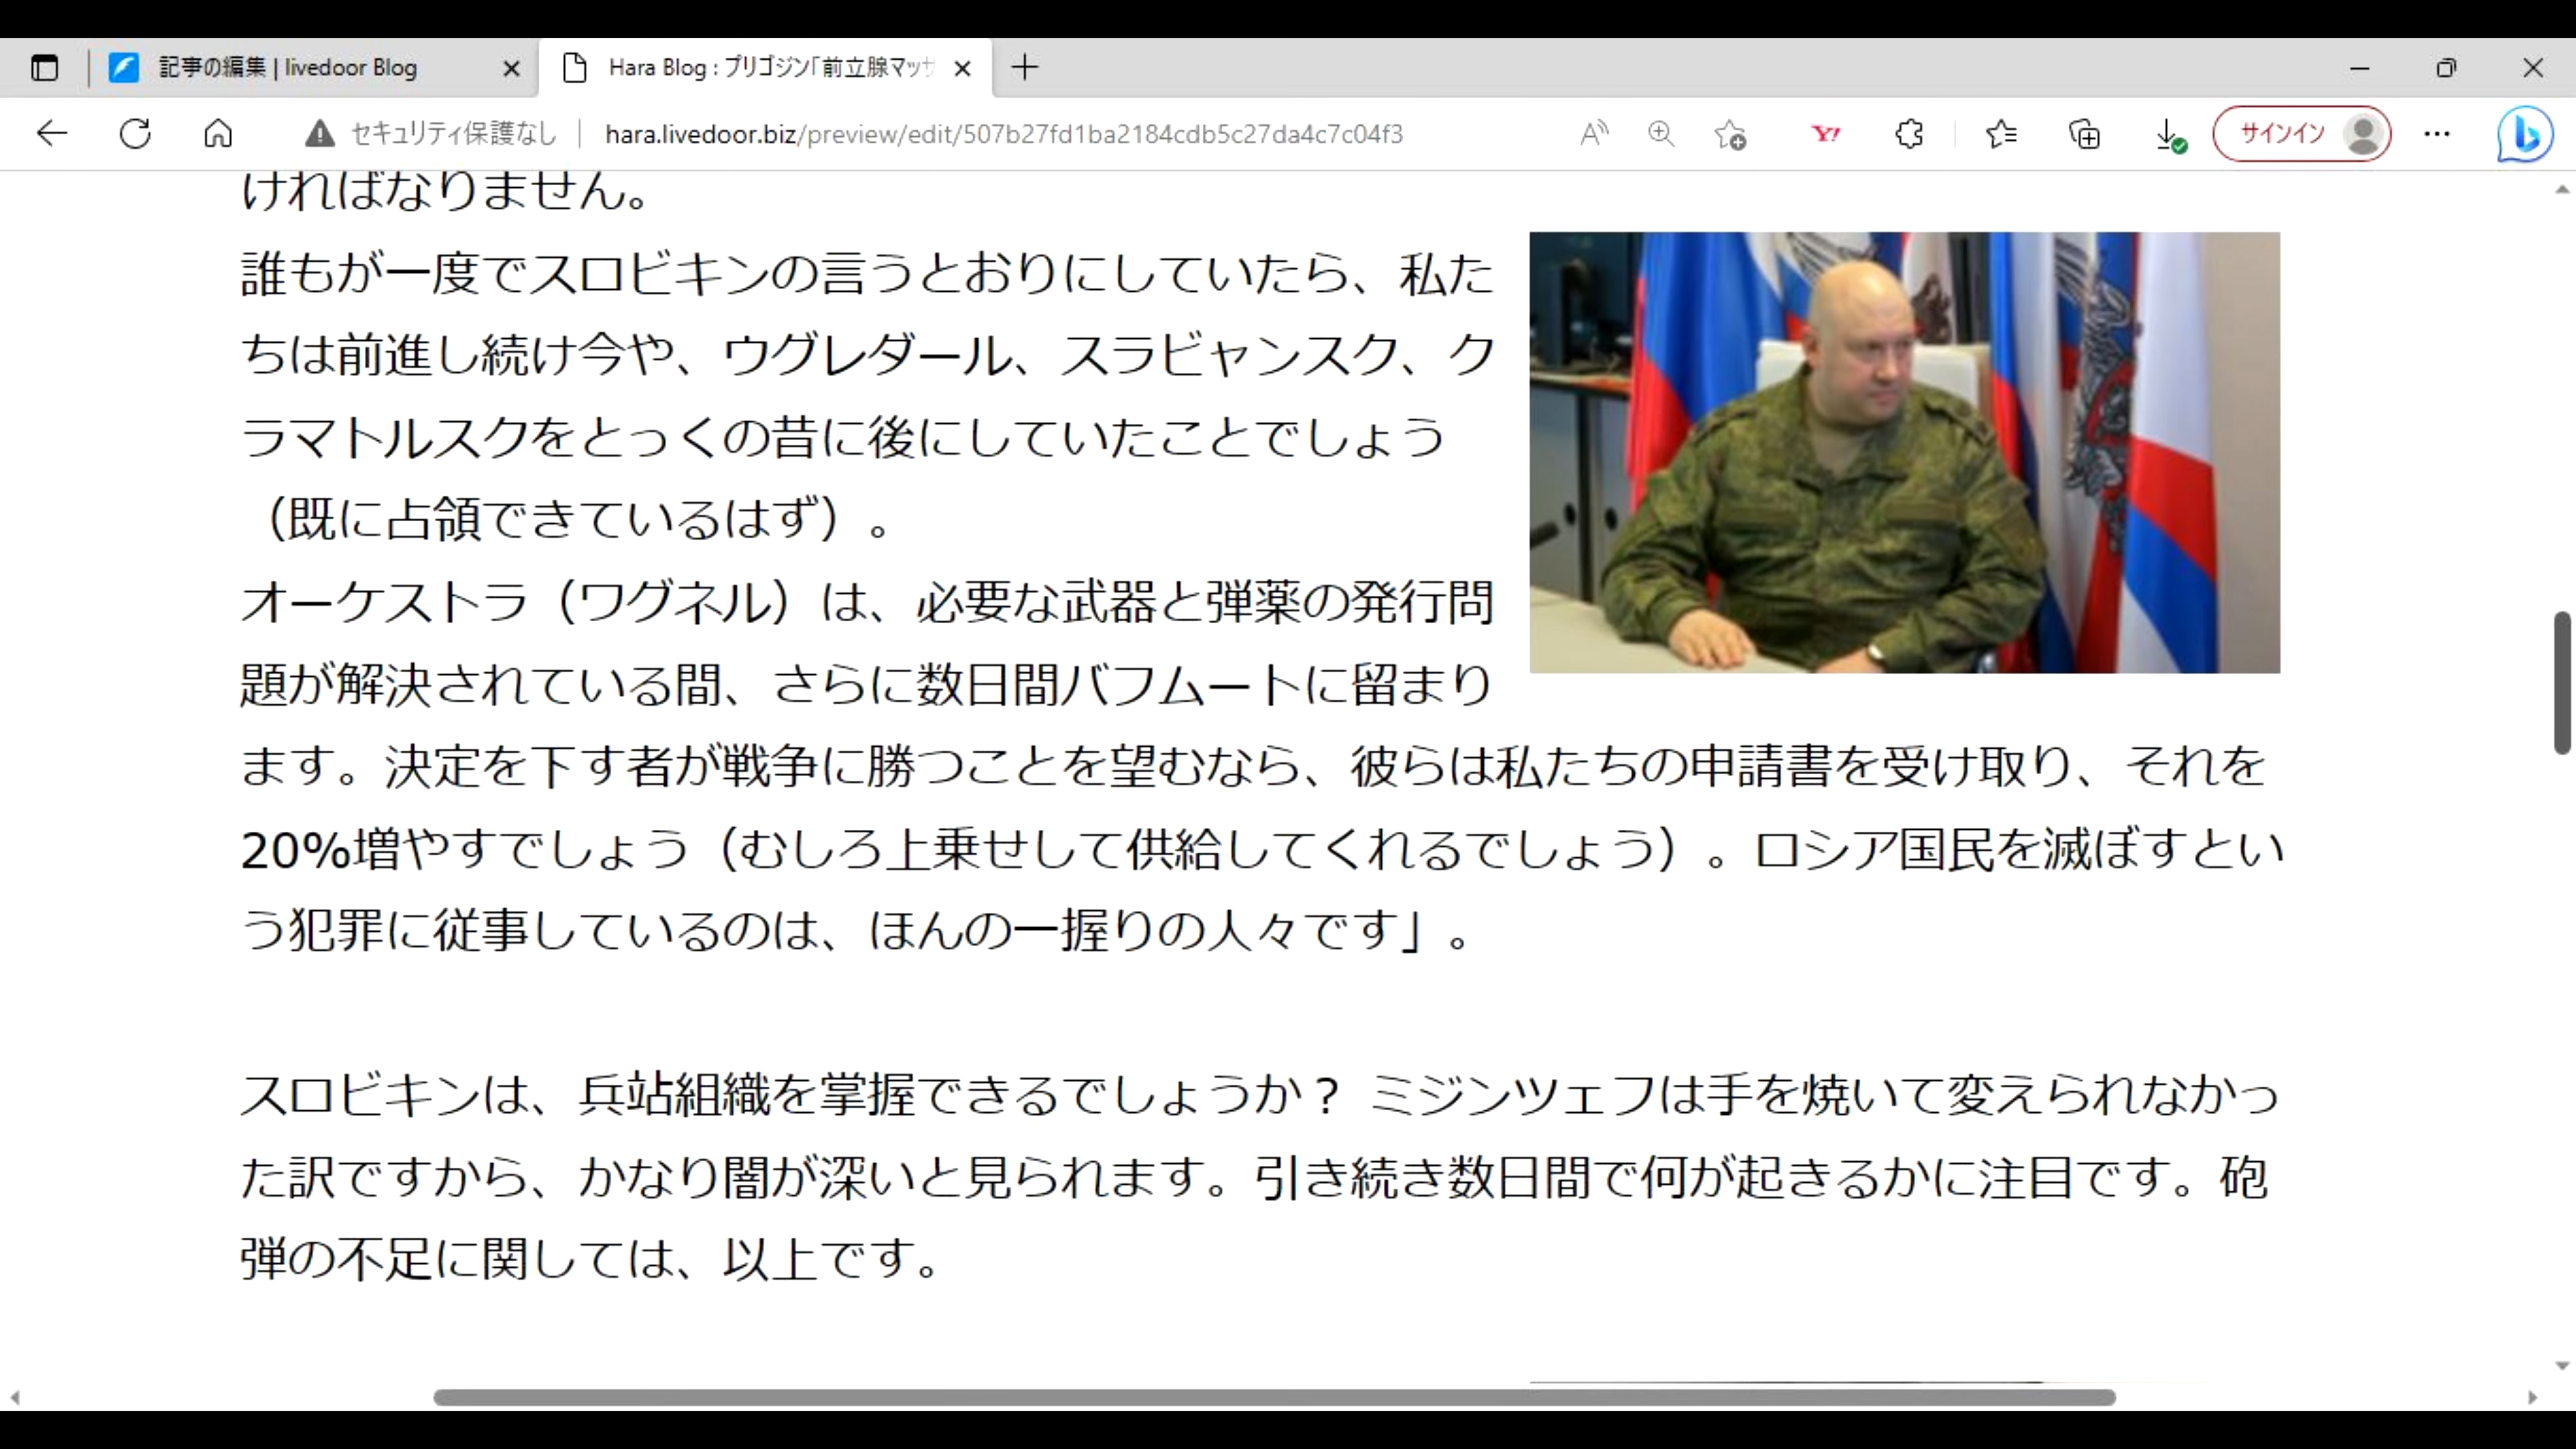 記事の編集 | livedoor Blog
Hara Blog : プリゴジン「前立腺マッサ
セキュリティ保護なし
hara.livedoor.biz/preview/edit/507b27fd1ba2184cdb5c27da4c7c04f3
サインイン
ければなりません。
誰もが一度でスロビキンの言うとおりにしていたら、私た
ちは前進し続け今や、ウグレダール、スラビャンスク、ク
ラマトルスクをとっくの昔に後にしていたことでしょう
（既に占領できているはず）。
オーケストラ（ワグネル）は、必要な武器と弾薬の発行問
題が解決されている間、さらに数日間バフムートに留まり
ます。決定を下す者が戦争に勝つことを望むなら、彼らは私たちの申請書を受け取り、それを
20%増やすでしょう（むしろ上乗せして供給してくれるでしょう）。ロシア国民を滅ぼすとい
う犯罪に従事しているのは、ほんの一握りの人々です」。
スロビキンは、兵站組織を掌握できるでしょうか？ ミジンツェフは手を焼いて変えられなかっ
た訳ですから、かなり闇が深いと見られます。引き続き数日間で何が起きるかに注目です。砲
弾の不足に関しては、以上です。